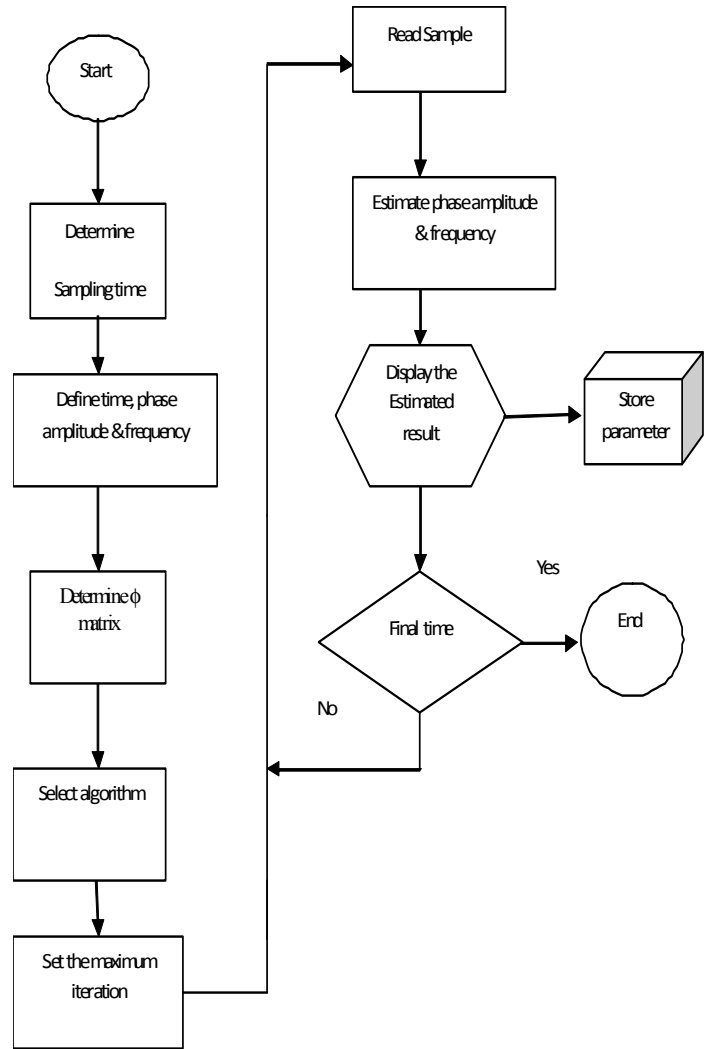 Start
Determine
Sampling time
Define time, phase
amplitude & frequency
Determine ϕ
matrix
Select algorithm
Set the maximum
iteration
Read Sample
Estimate phase amplitude
& frequency
Display the
Estimated
result
Store
parameter
Final time
Yes
End
No